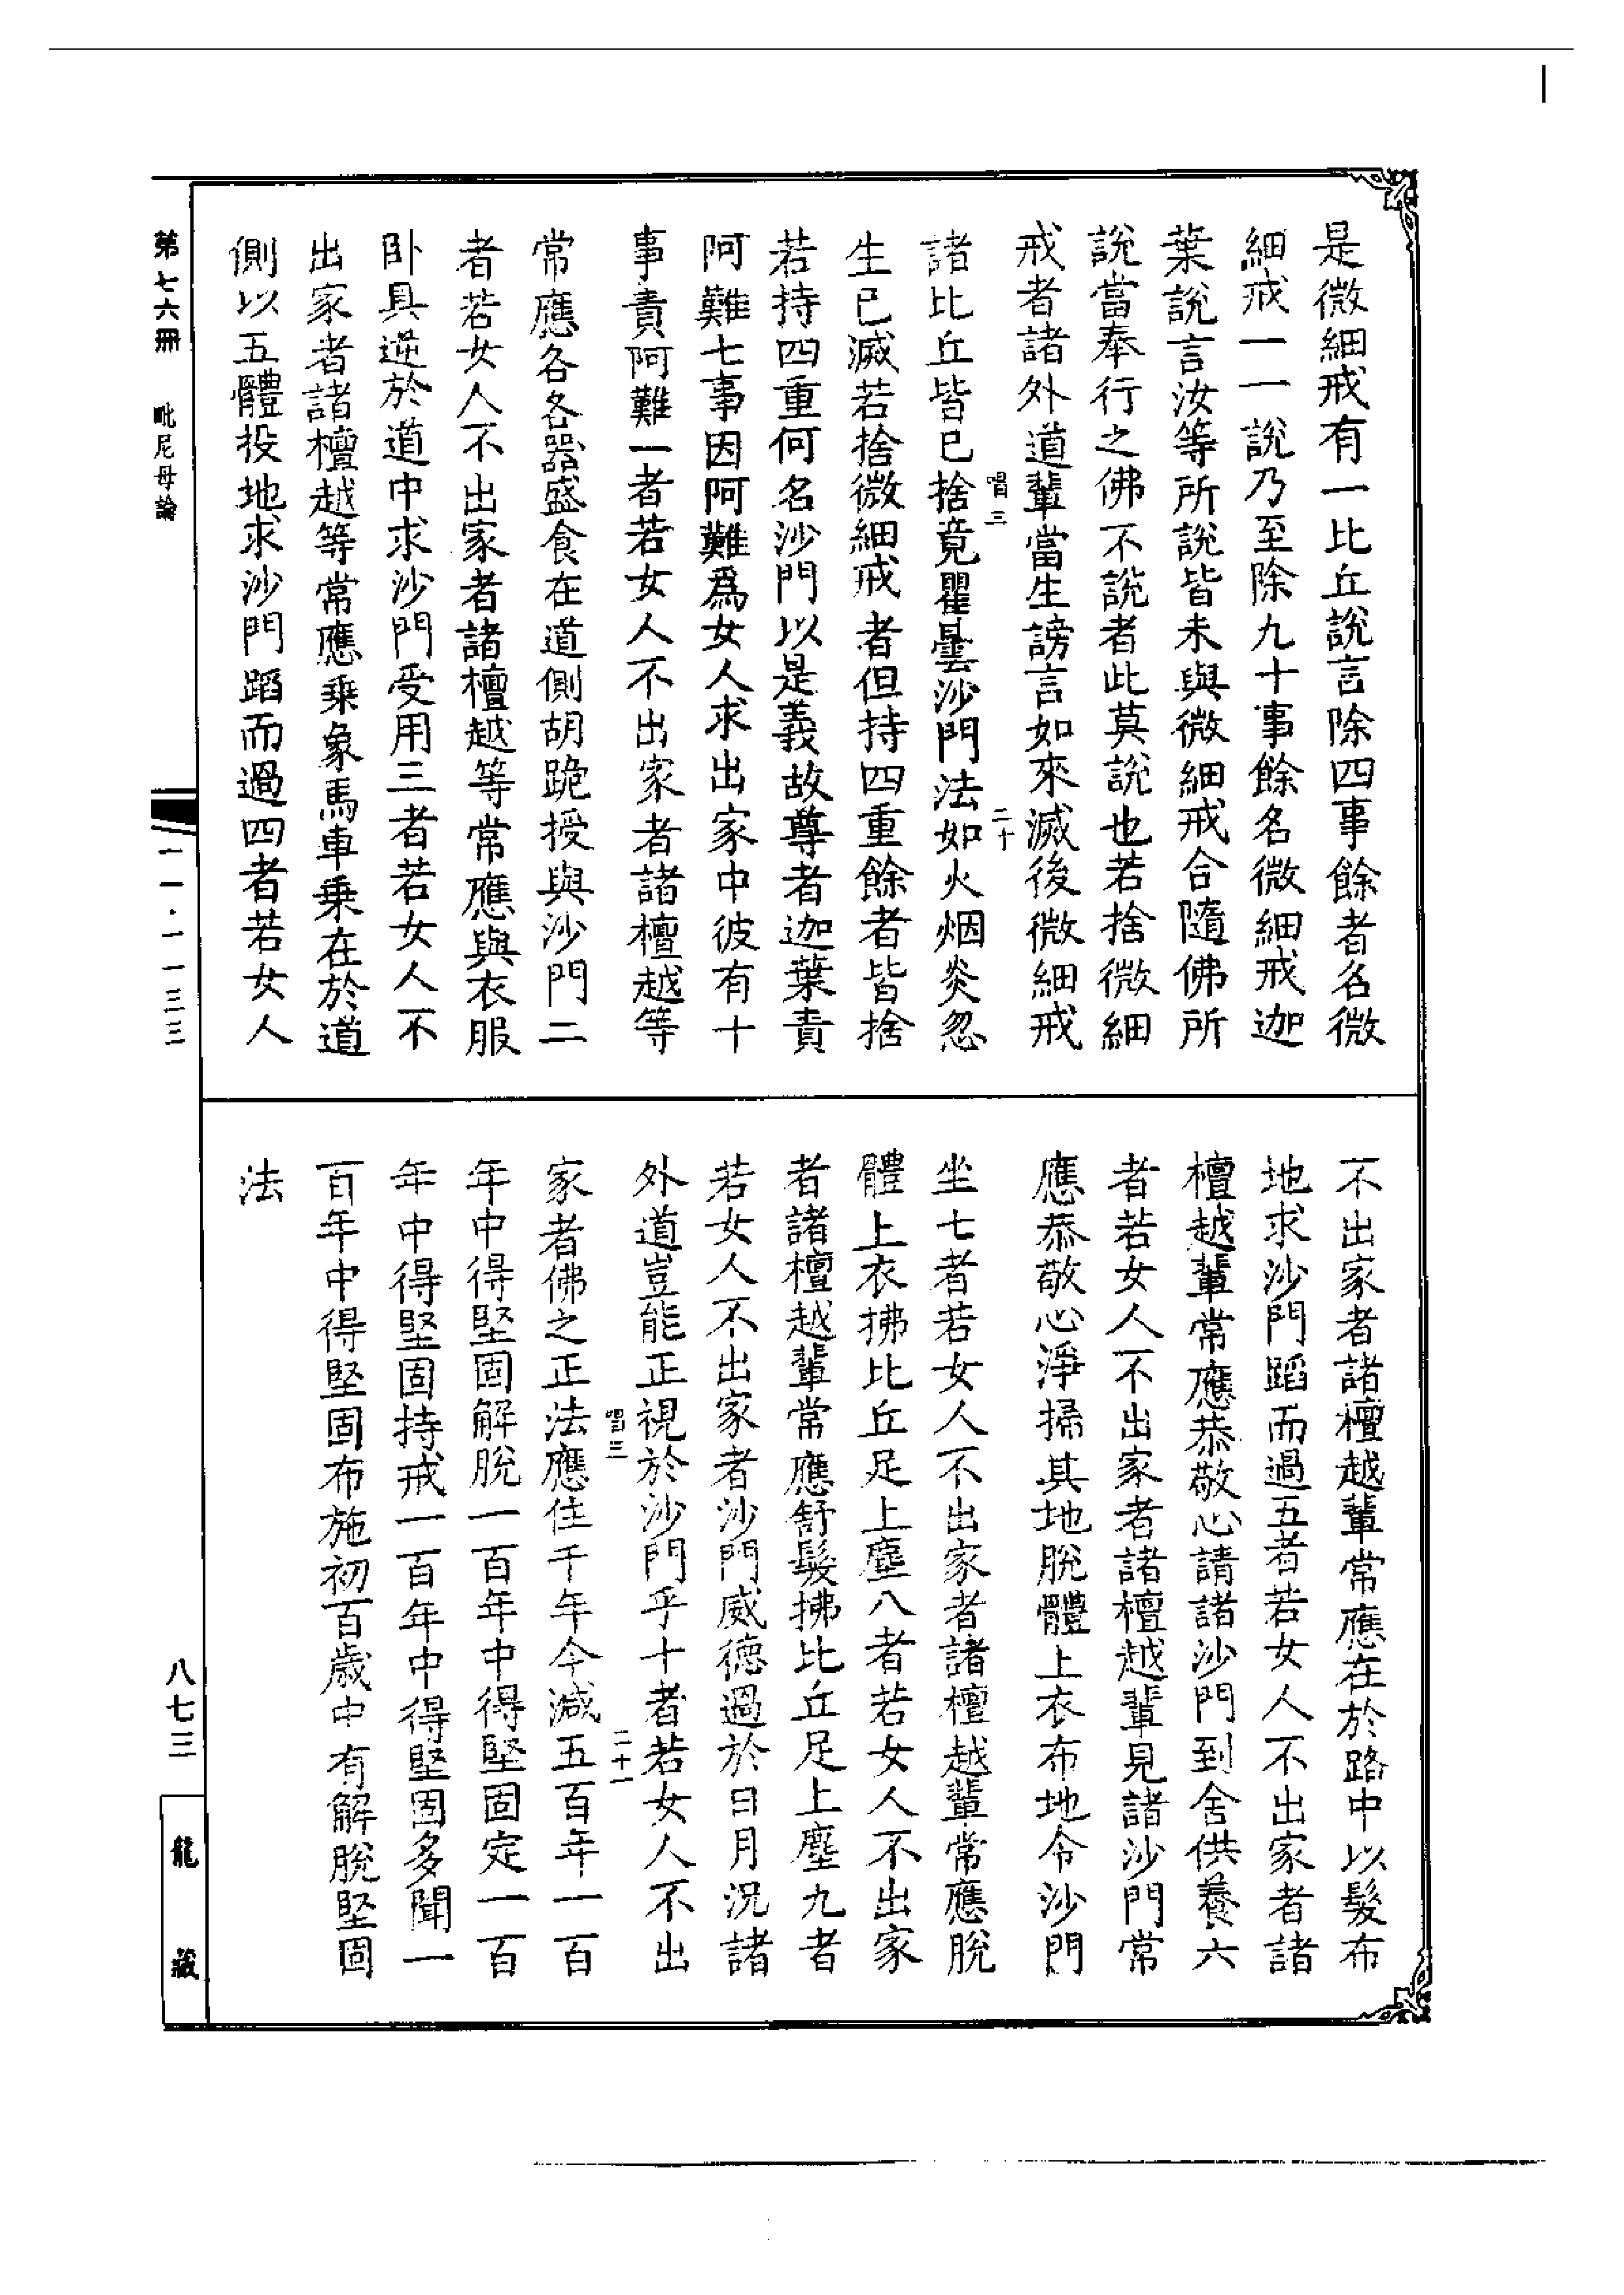 是微細戒有一比丘說言除四事餘者名微
細戒一一說乃至除九十事餘名微細戒迦
葉說言汝等所說皆未與微細戒合隨佛所
說當奉行之佛不說者此莫說也若捨微細
戒者諸外道輩當生謗言如來滅後微細戒
唱三 二十
諸比丘皆已捨竟瞿曇沙門法如火烟炎忽
生已滅若捨微細戒者但持四重餘者皆捨
若持四重何名沙門以是義故尊者迦葉責
阿難七事因阿難為女人求出家中彼有十
事責阿難一者若女人不出家者諸檀越等
常應各各器盛食在道側胡跪授與沙門二
者若女人不出家者諸檀越等常應與衣服
卧具逆於道中求沙門受用三者若女人不
出家者諸檀越等常應乘象馬車乗在於道
側以五體投地求沙門蹈而過四者若女人
不出家者諸檀越輩常應在於路中以髮布
地求沙門蹈而過五者若女人不出家者諸
檀越輩常應恭敬心請諸沙門到舍供養六
者若女人不出家者諸檀越輩見諸沙門常
應恭敬心淨掃其地脫體上衣布地令沙門
坐七者若女人不出家者諸檀越輩常應脫
體上衣拂比丘足上塵八者若女人不出家
者諸檀越輩常應舒髮拂比丘足上塵九者
若女人不出家者沙門威德過於日月況諸
外道豈能正視於沙門乎十者若女人不出
唱三 二十一
家者佛之正法應住千年今減五百年一百
年中得堅固解脫一百年中得堅固定一百
年中得堅固持戒一百年中得堅固多聞一
百年中得堅固布施初百歲中有解脫堅固
法
第七六冊 毗尼母論
一一·一一三三
八七三
龍藏